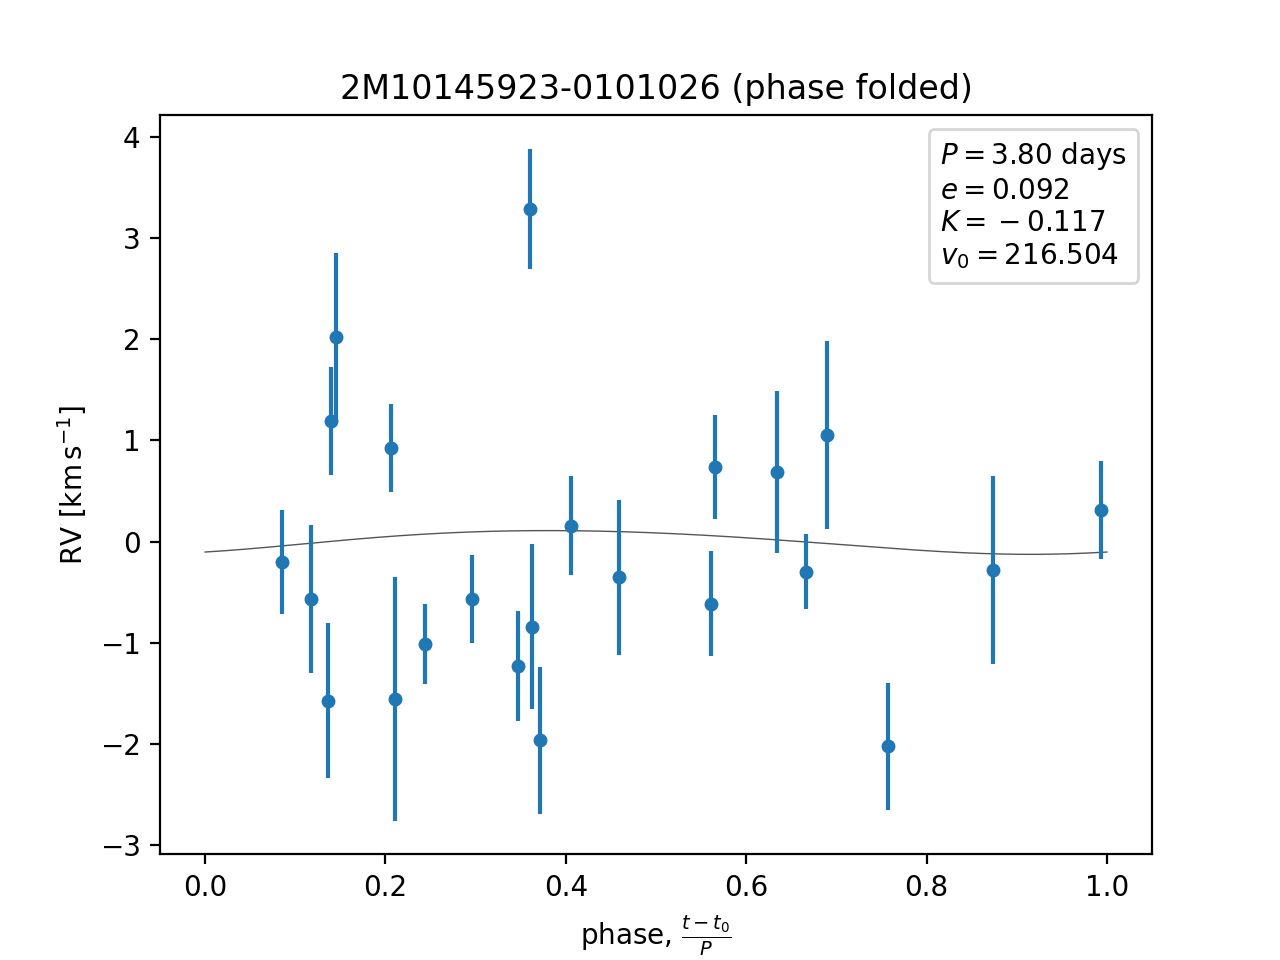 2M10145923-0101026 (phase folded)
P = 3.80 days
e = 0.092
K = −0.117
v₀ = 216.504
4
3
2
1
0
−1
−2
−3
RV [km s⁻¹]
0.0 0.2 0.4 0.6 0.8 1.0
phase, (t − t₀)/P